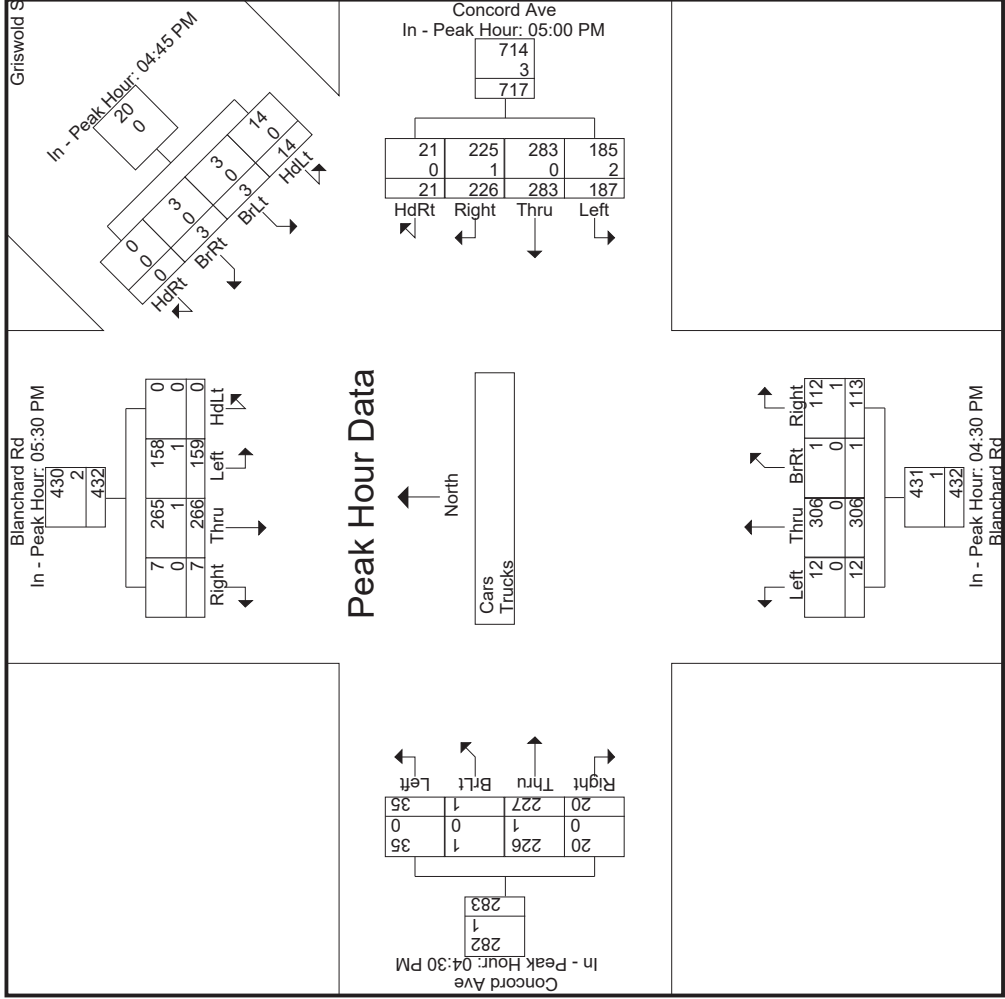 Griswold S
In - Peak Hour: 04:45 PM
20
0
0 3 3 14
0 0 0 0
0 3 3 14
HdRt BrRt BrLt HdLt
Concord Ave
In - Peak Hour: 05:00 PM
714
3
717
21 225 283 185
0 1 0 2
21 226 283 187
HdRt Right Thru Left
Blanchard Rd
In - Peak Hour: 05:30 PM
430
2
432
7 265 158 0
0 1 1 0
7 266 159 0
Right Thru Left HdLt
Peak Hour Data
North
Cars
Trucks
Left Thru BrRt Right
12 306 1 112
0 0 0 1
12 306 1 113
431
1
432
In - Peak Hour: 04:30 PM
Blanchard Rd
Left BrLt Thru Right
35 1 227 20
0 0 1 0
35 1 226 20
283
1
282
In - Peak Hour: 04:30 PM
Concord Ave